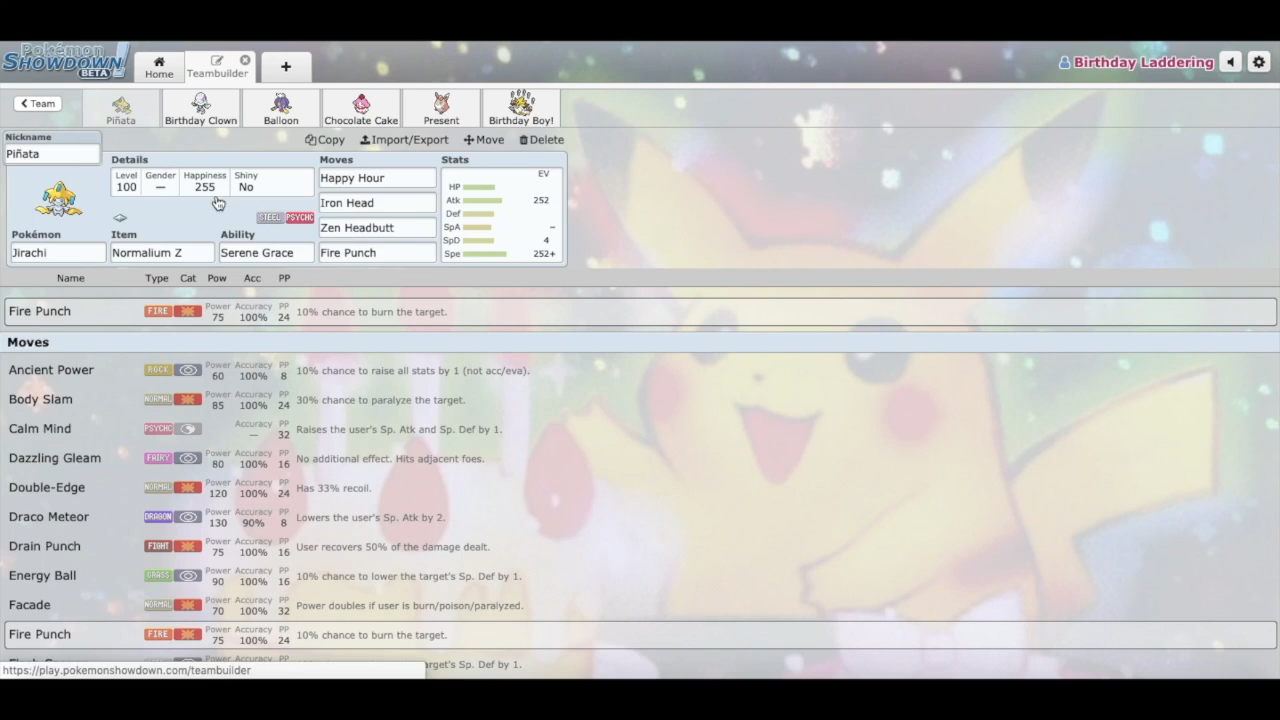 Pokémon
SHOWDOWN!
BETA
Home
Teambuilder
+
Birthday Laddering
Team
Piñata
Birthday Clown
Balloon
Chocolate Cake
Present
Birthday Boy!
Nickname
Piñata
Copy Import/Export Move Delete
Details
Level Gender Happiness Shiny
100 — 255 No
STEEL PSYCHC
Pokémon Item Ability
Jirachi Normalium Z Serene Grace
Moves
Happy Hour
Iron Head
Zen Headbutt
Fire Punch
Stats
EV
HP
Atk 252
Def
SpA –
SpD 4
Spe 252+
Name Type Cat Pow Acc PP
Fire Punch FIRE Power 75 Accuracy 100% PP 24 10% chance to burn the target.
Moves
Ancient Power ROCK Power 60 Accuracy 100% PP 8 10% chance to raise all stats by 1 (not acc/eva).
Body Slam NORMAL Power 85 Accuracy 100% PP 24 30% chance to paralyze the target.
Calm Mind PSYCHC Accuracy — PP 32 Raises the user's Sp. Atk and Sp. Def by 1.
Dazzling Gleam FAIRY Power 80 Accuracy 100% PP 16 No additional effect. Hits adjacent foes.
Double-Edge NORMAL Power 120 Accuracy 100% PP 24 Has 33% recoil.
Draco Meteor DRAGON Power 130 Accuracy 90% PP 8 Lowers the user's Sp. Atk by 2.
Drain Punch FIGHT Power 75 Accuracy 100% PP 16 User recovers 50% of the damage dealt.
Energy Ball GRASS Power 90 Accuracy 100% PP 16 10% chance to lower the target's Sp. Def by 1.
Facade NORMAL Power 70 Accuracy 100% PP 32 Power doubles if user is burn/poison/paralyzed.
Fire Punch FIRE Power 75 Accuracy 100% PP 24 10% chance to burn the target.
Power Accuracy PP
Sp. Def by 1.
https://play.pokemonshowdown.com/teambuilder